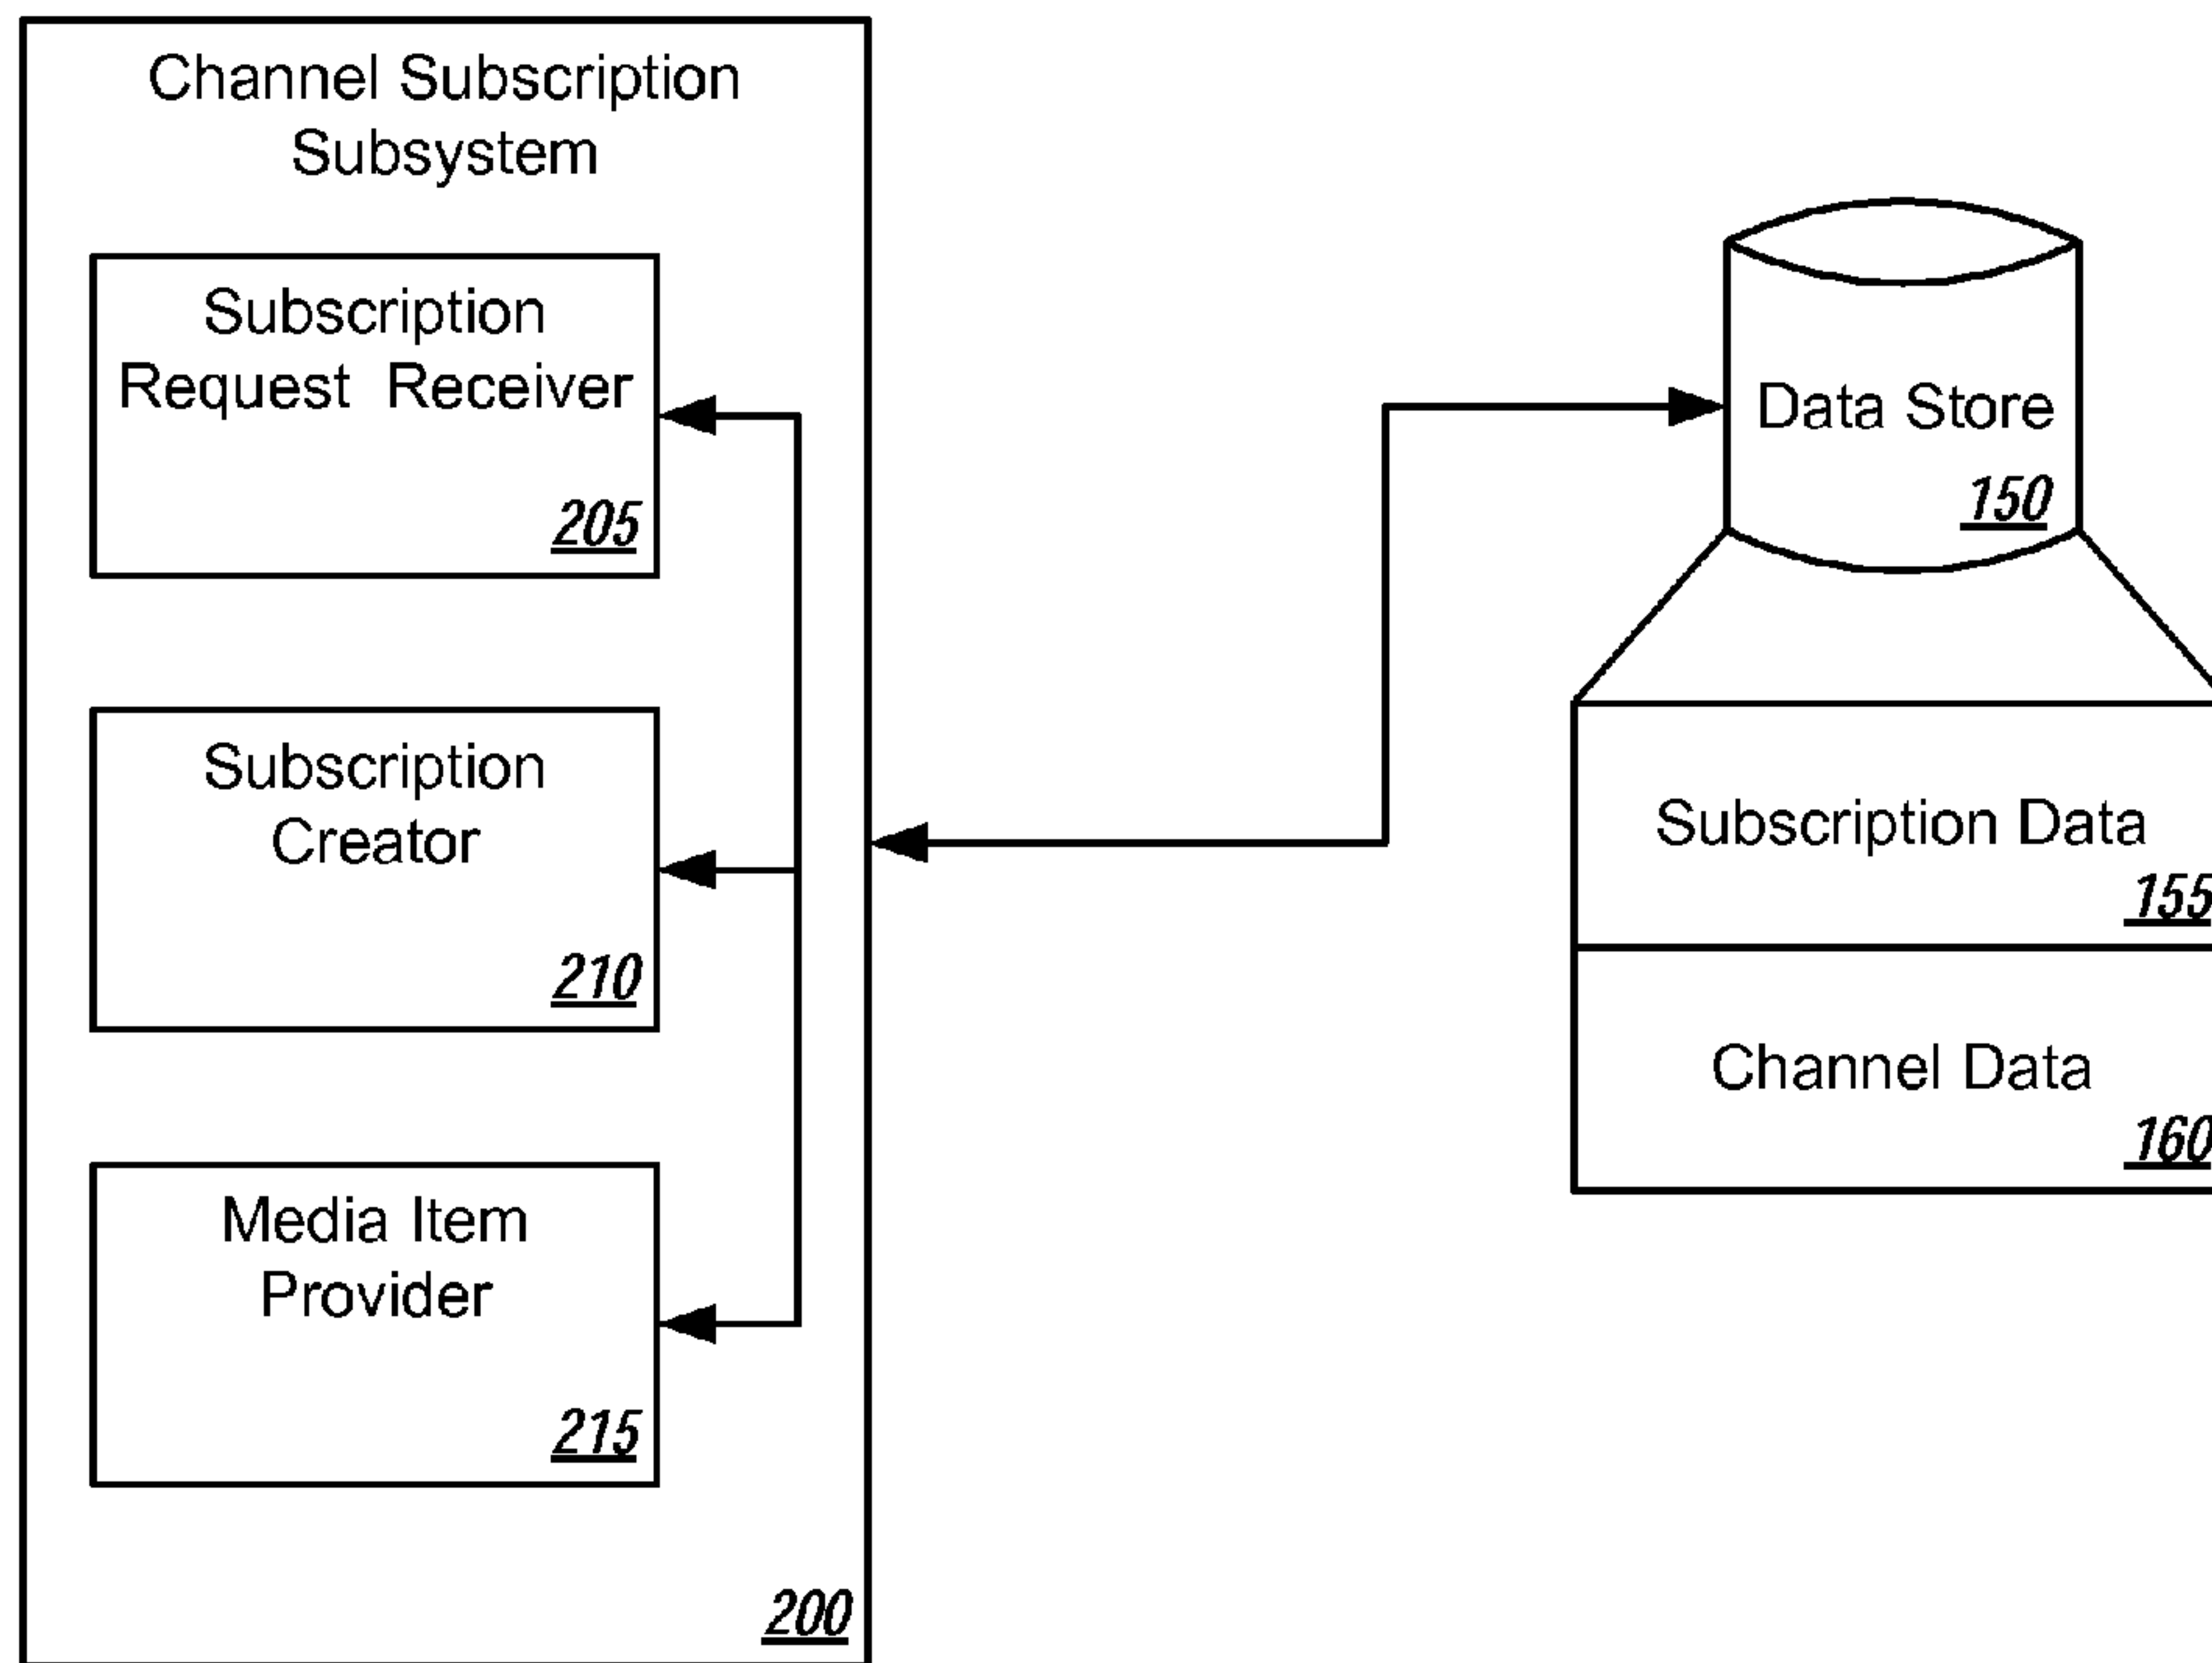 Channel Subscription
Subsystem
Subscription
Request Receiver
205
Subscription
Creator
210
Media Item
Provider
215
200
Data Store
150
Subscription Data
155
Channel Data
160